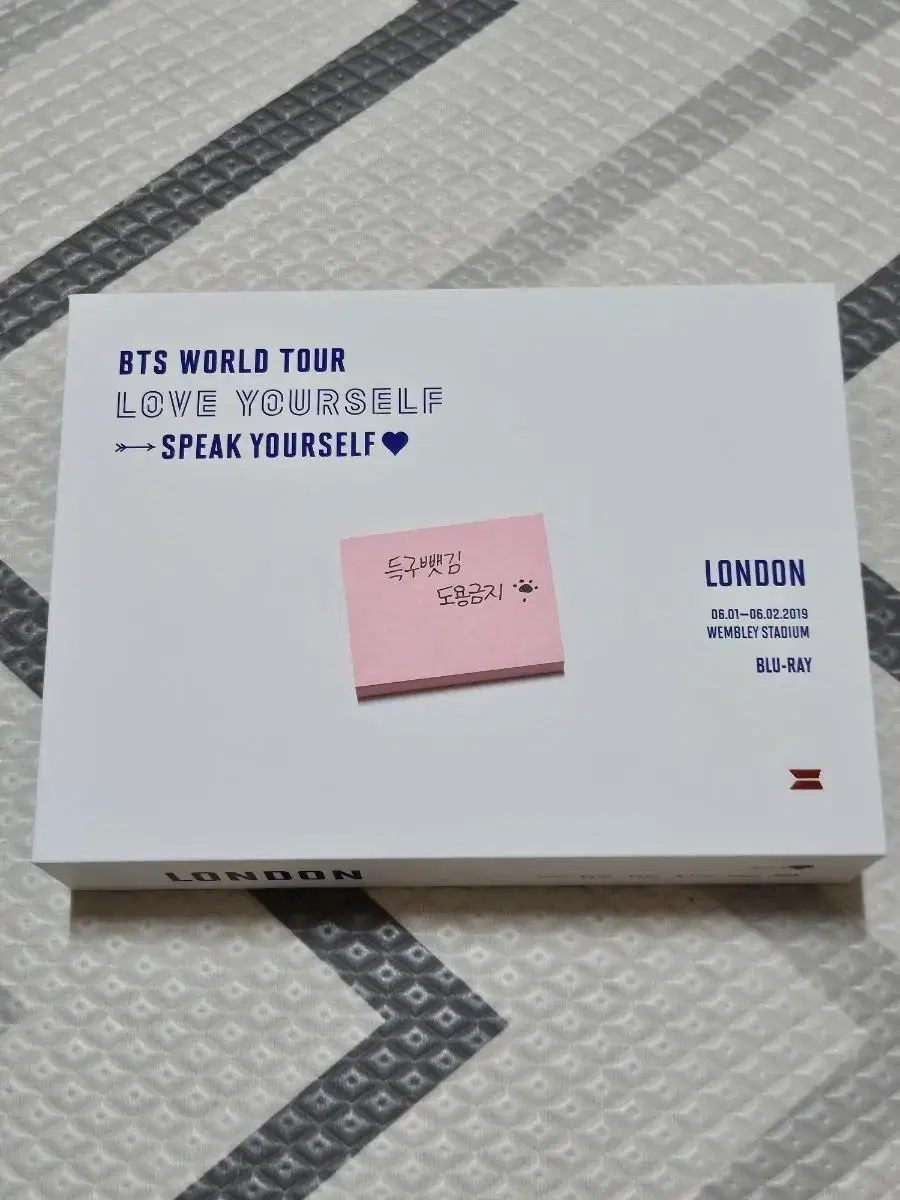 BTS WORLD TOUR
LOVE YOURSELF
SPEAK YOURSELF
득구뺏김
도용금지
LONDON
06.01–06.02.2019
WEMBLEY STADIUM
BLU-RAY
LONDON